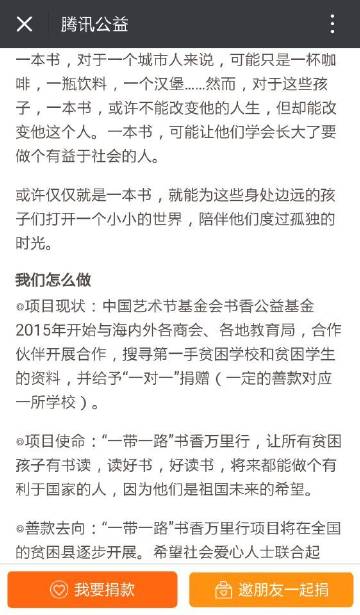 腾讯公益
一本书，对于一个城市人来说，可能只是一杯咖
啡，一瓶饮料，一个汉堡……然而，对于这些孩
子，一本书，或许不能改变他的人生，但却能改
变他这个人。一本书，可能让他们学会长大了要
做个有益于社会的人。
或许仅仅就是一本书，就能为这些身处边远的孩
子们打开一个小小的世界，陪伴他们度过孤独的
时光。
我们怎么做
◎项目现状：中国艺术节基金会书香公益基金
2015年开始与海内外各商会、各地教育局，合作
伙伴开展合作，搜寻第一手贫困学校和贫困学生
的资料，并给予“一对一”捐赠（一定的善款对应
一所学校）。
◎项目使命：“一带一路”书香万里行，让所有贫困
孩子有书读，读好书，好读书，将来都能做个有
利于国家的人，因为他们是祖国未来的希望。
◎善款去向：“一带一路”书香万里行项目将在全国
的贫困县逐步开展。希望社会爱心人士联合起
我要捐款
邀朋友一起捐